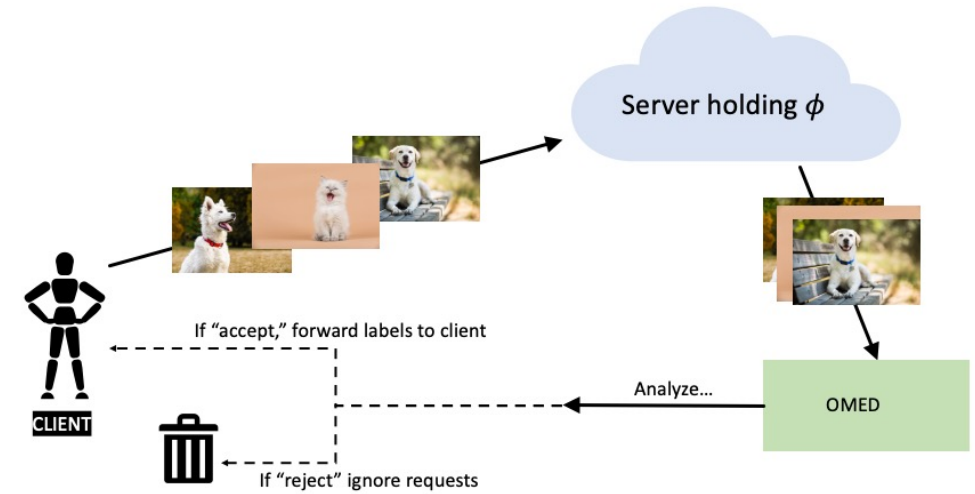 Server holding ϕ
If “accept,” forward labels to client
Analyze...
OMED
CLIENT
If “reject” ignore requests